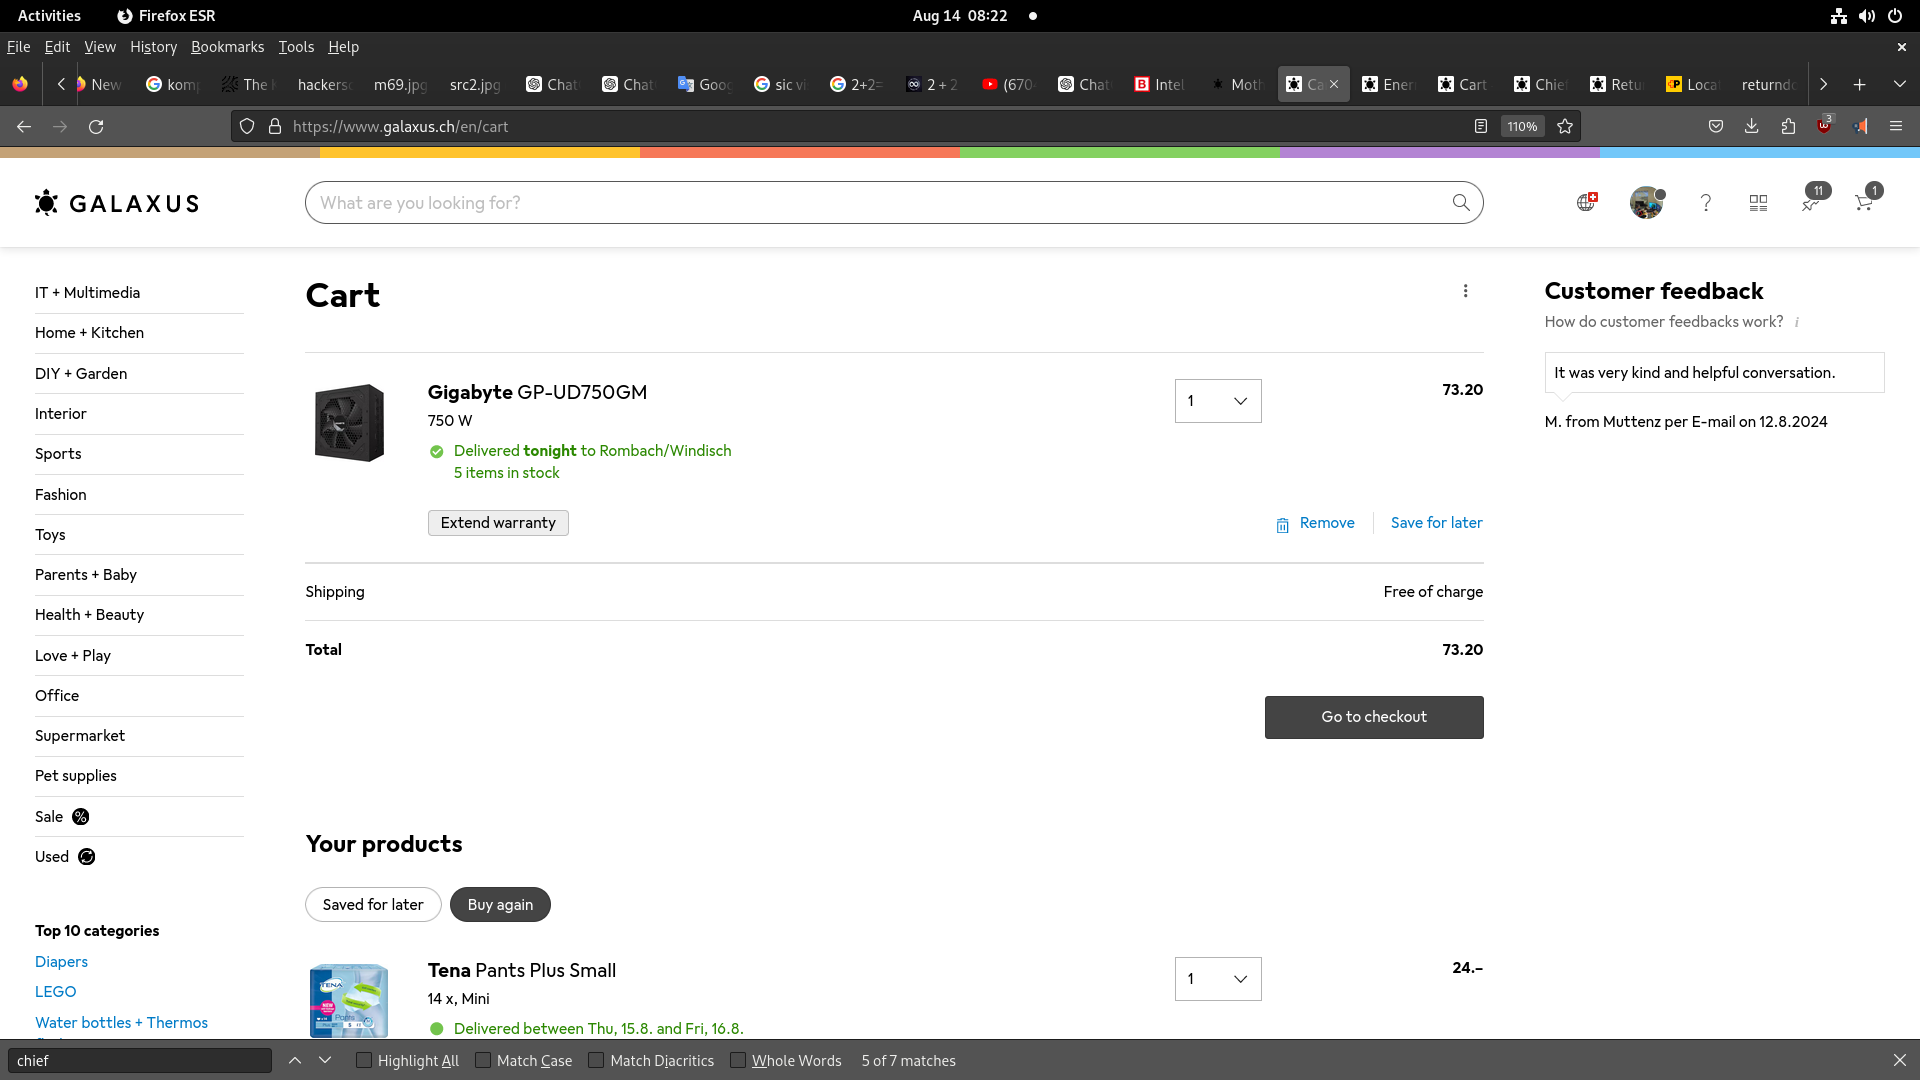 Activities
Firefox ESR
Aug 14 08:22
File Edit View History Bookmarks Tools Help
New
komp
The
hackersc
m69.jpg
src2.jpg
Chat
Chat
Goog
sic vi
2+2=
2 + 2
(670
Chat
Intel
Moth
Ca
Ener
Cart
Chie
Retu
Loca
returndo
https://www.galaxus.ch/en/cart
110%
3
GALAXUS
What are you looking for?
11
1
IT + Multimedia
Home + Kitchen
DIY + Garden
Interior
Sports
Fashion
Toys
Parents + Baby
Health + Beauty
Love + Play
Office
Supermarket
Pet supplies
Sale %
Used
Top 10 categories
Diapers
LEGO
Water bottles + Thermos
Cart
Gigabyte GP-UD750GM
1
73.20
750 W
Delivered tonight to Rombach/Windisch
5 items in stock
Extend warranty
Remove
Save for later
Shipping
Free of charge
Total
73.20
Go to checkout
Your products
Saved for later
Buy again
TENA
Tena Pants Plus Small
1
24.–
14 x, Mini
Delivered between Thu, 15.8. and Fri, 16.8.
Customer feedback
How do customer feedbacks work? i
It was very kind and helpful conversation.
M. from Muttenz per E-mail on 12.8.2024
chief
Highlight All
Match Case
Match Diacritics
Whole Words
5 of 7 matches